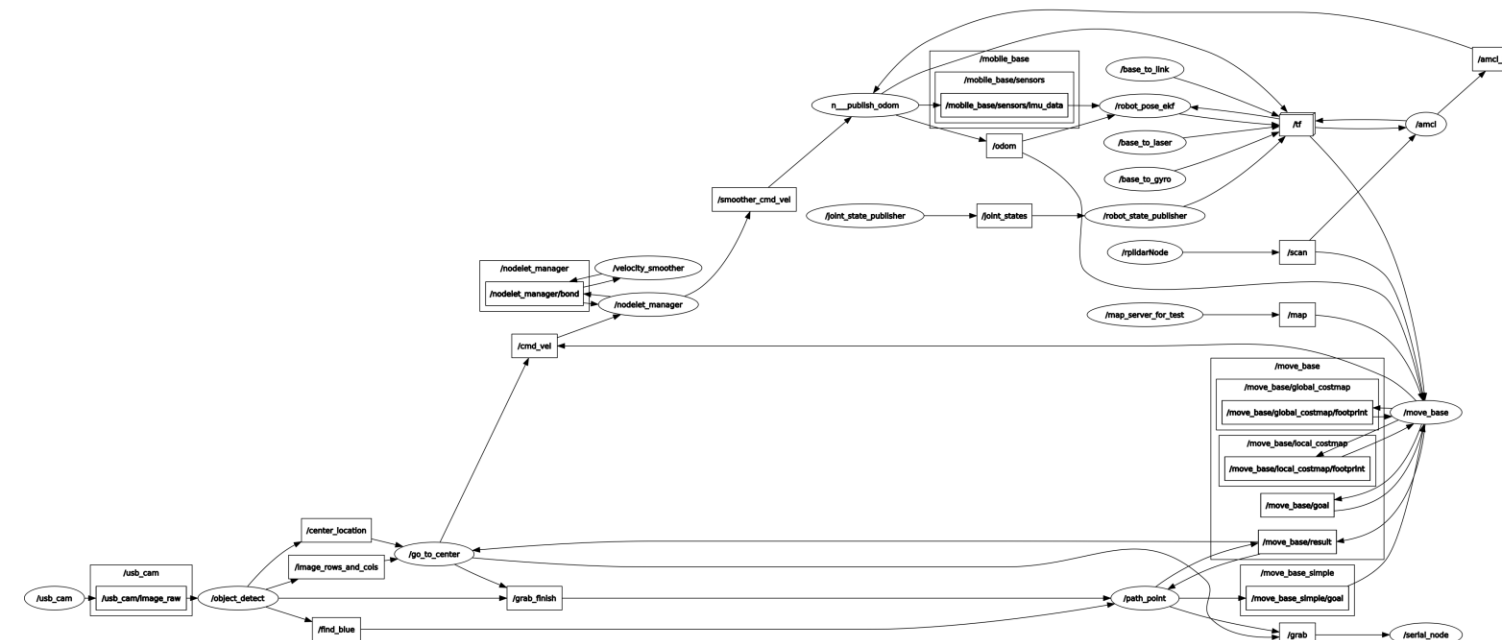 /amcl_
/mobile_base
/mobile_base/sensors
/base_to_link
n___publish_odom
/mobile_base/sensors/imu_data
/robot_pose_ekf
/tf
/amcl
/odom
/base_to_laser
/base_to_gyro
/smoother_cmd_vel
/joint_state_publisher
/joint_states
/robot_state_publisher
/rplidarNode
/scan
/nodelet_manager
/velocity_smoother
/nodelet_manager/bond
/nodelet_manager
/map_server_for_test
/map
/cmd_vel
/move_base
/move_base/global_costmap
/move_base/global_costmap/footprint
/move_base
/move_base/local_costmap
/move_base/local_costmap/footprint
/move_base/goal
/center_location
/move_base/result
/go_to_center
/image_rows_and_cols
/usb_cam
/move_base_simple
/usb_cam
/usb_cam/image_raw
/object_detect
/grab_finish
/path_point
/move_base_simple/goal
/find_blue
/grab
/serial_node